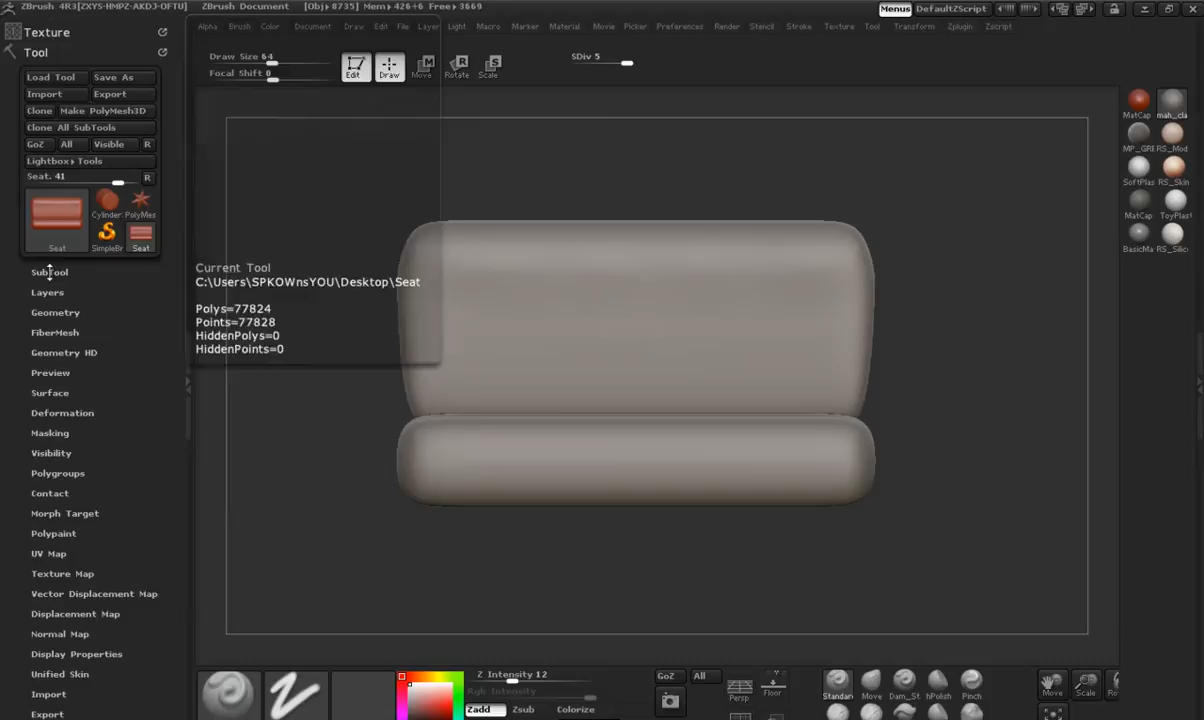 ZBrush 4R3[ZXYS-HMPZ-AKDJ-OFTU] ZBrush Document [Obj▸8735] Mem▸426+6 Free▸3669
Menus DefaultZScript
Texture
Tool
Alpha Brush Color Document Draw Edit File Layer Light Macro Marker Material Movie Picker Preferences Render Stencil Stroke Texture Tool Transform Zplugin Zscript
Load Tool Save As
Import Export
Clone Make PolyMesh3D
Clone All SubTools
GoZ All Visible R
Lightbox▸Tools
Seat. 41 R
Seat
Cylinder PolyMes
SimpleBr Seat
Draw Size 64
Focal Shift 0
Edit Draw Move Rotate Scale
SDiv 5
SubTool
Layers
Geometry
FiberMesh
Geometry HD
Preview
Surface
Deformation
Masking
Visibility
Polygroups
Contact
Morph Target
Polypaint
UV Map
Texture Map
Vector Displacement Map
Displacement Map
Normal Map
Display Properties
Unified Skin
Import
Export
Current Tool
C:\Users\SPKOWnsYOU\Desktop\Seat
Polys=77824
Points=77828
HiddenPolys=0
HiddenPoints=0
MatCap mah_cla
MP_GRE RS_Mod
SoftPlas RS_Skin
MatCap ToyPlas
BasicMa RS_Silic
Z Intensity 12
Rgb Intensity
Zadd Zsub Colorize
GoZ All
Persp Floor
Standard Move Dam_St hPolish Pinch
Move Scale Rot